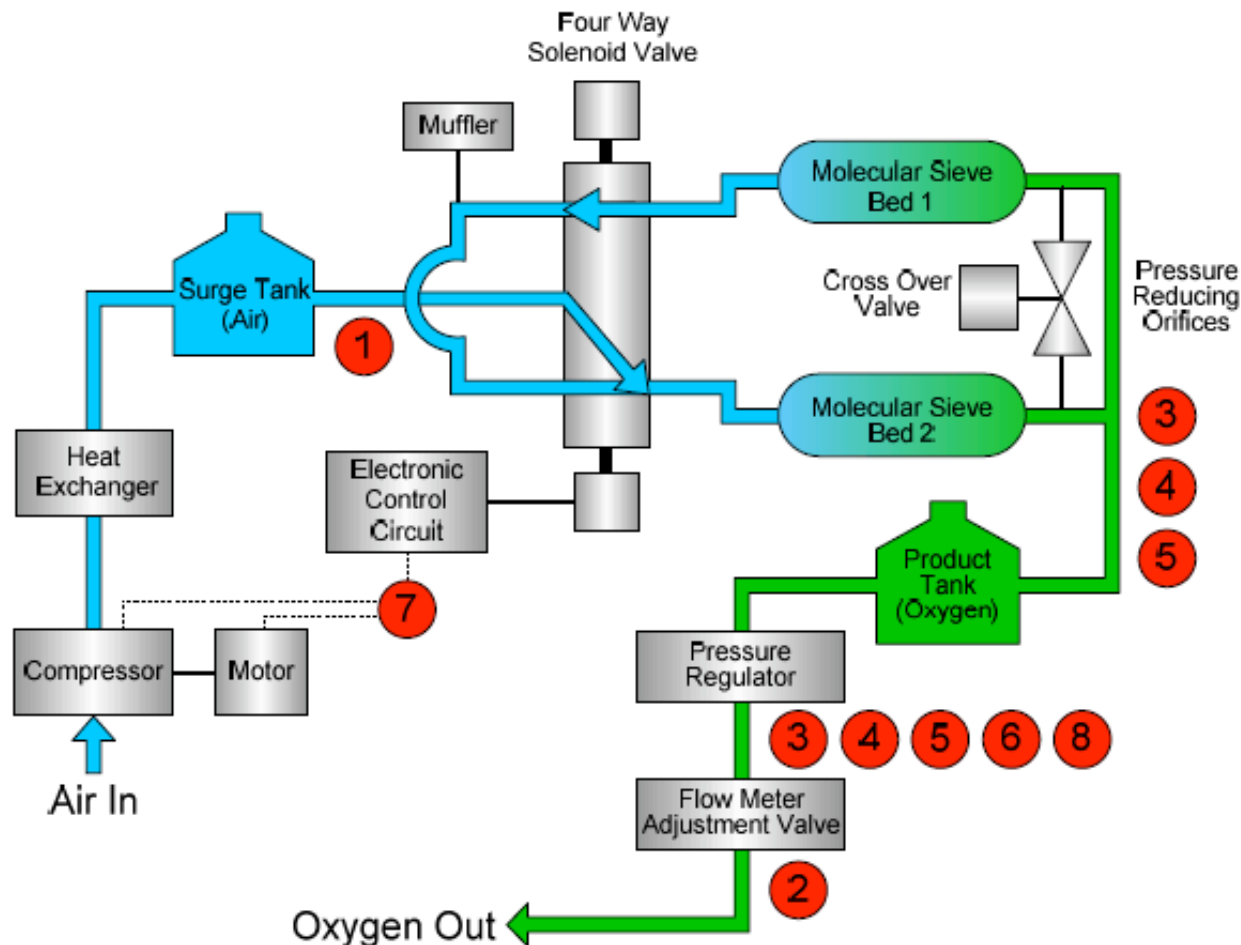 Four Way
Solenoid Valve
Muffler
Molecular Sieve
Bed 1
Surge Tank
(Air)
Cross Over
Valve
Pressure
Reducing
Orifices
1
Molecular Sieve
Bed 2
3
Heat
Exchanger
Electronic
Control
Circuit
4
5
Product
Tank
(Oxygen)
7
Compressor
Motor
Pressure
Regulator
3 4 5 6 8
Air In
Flow Meter
Adjustment Valve
2
Oxygen Out